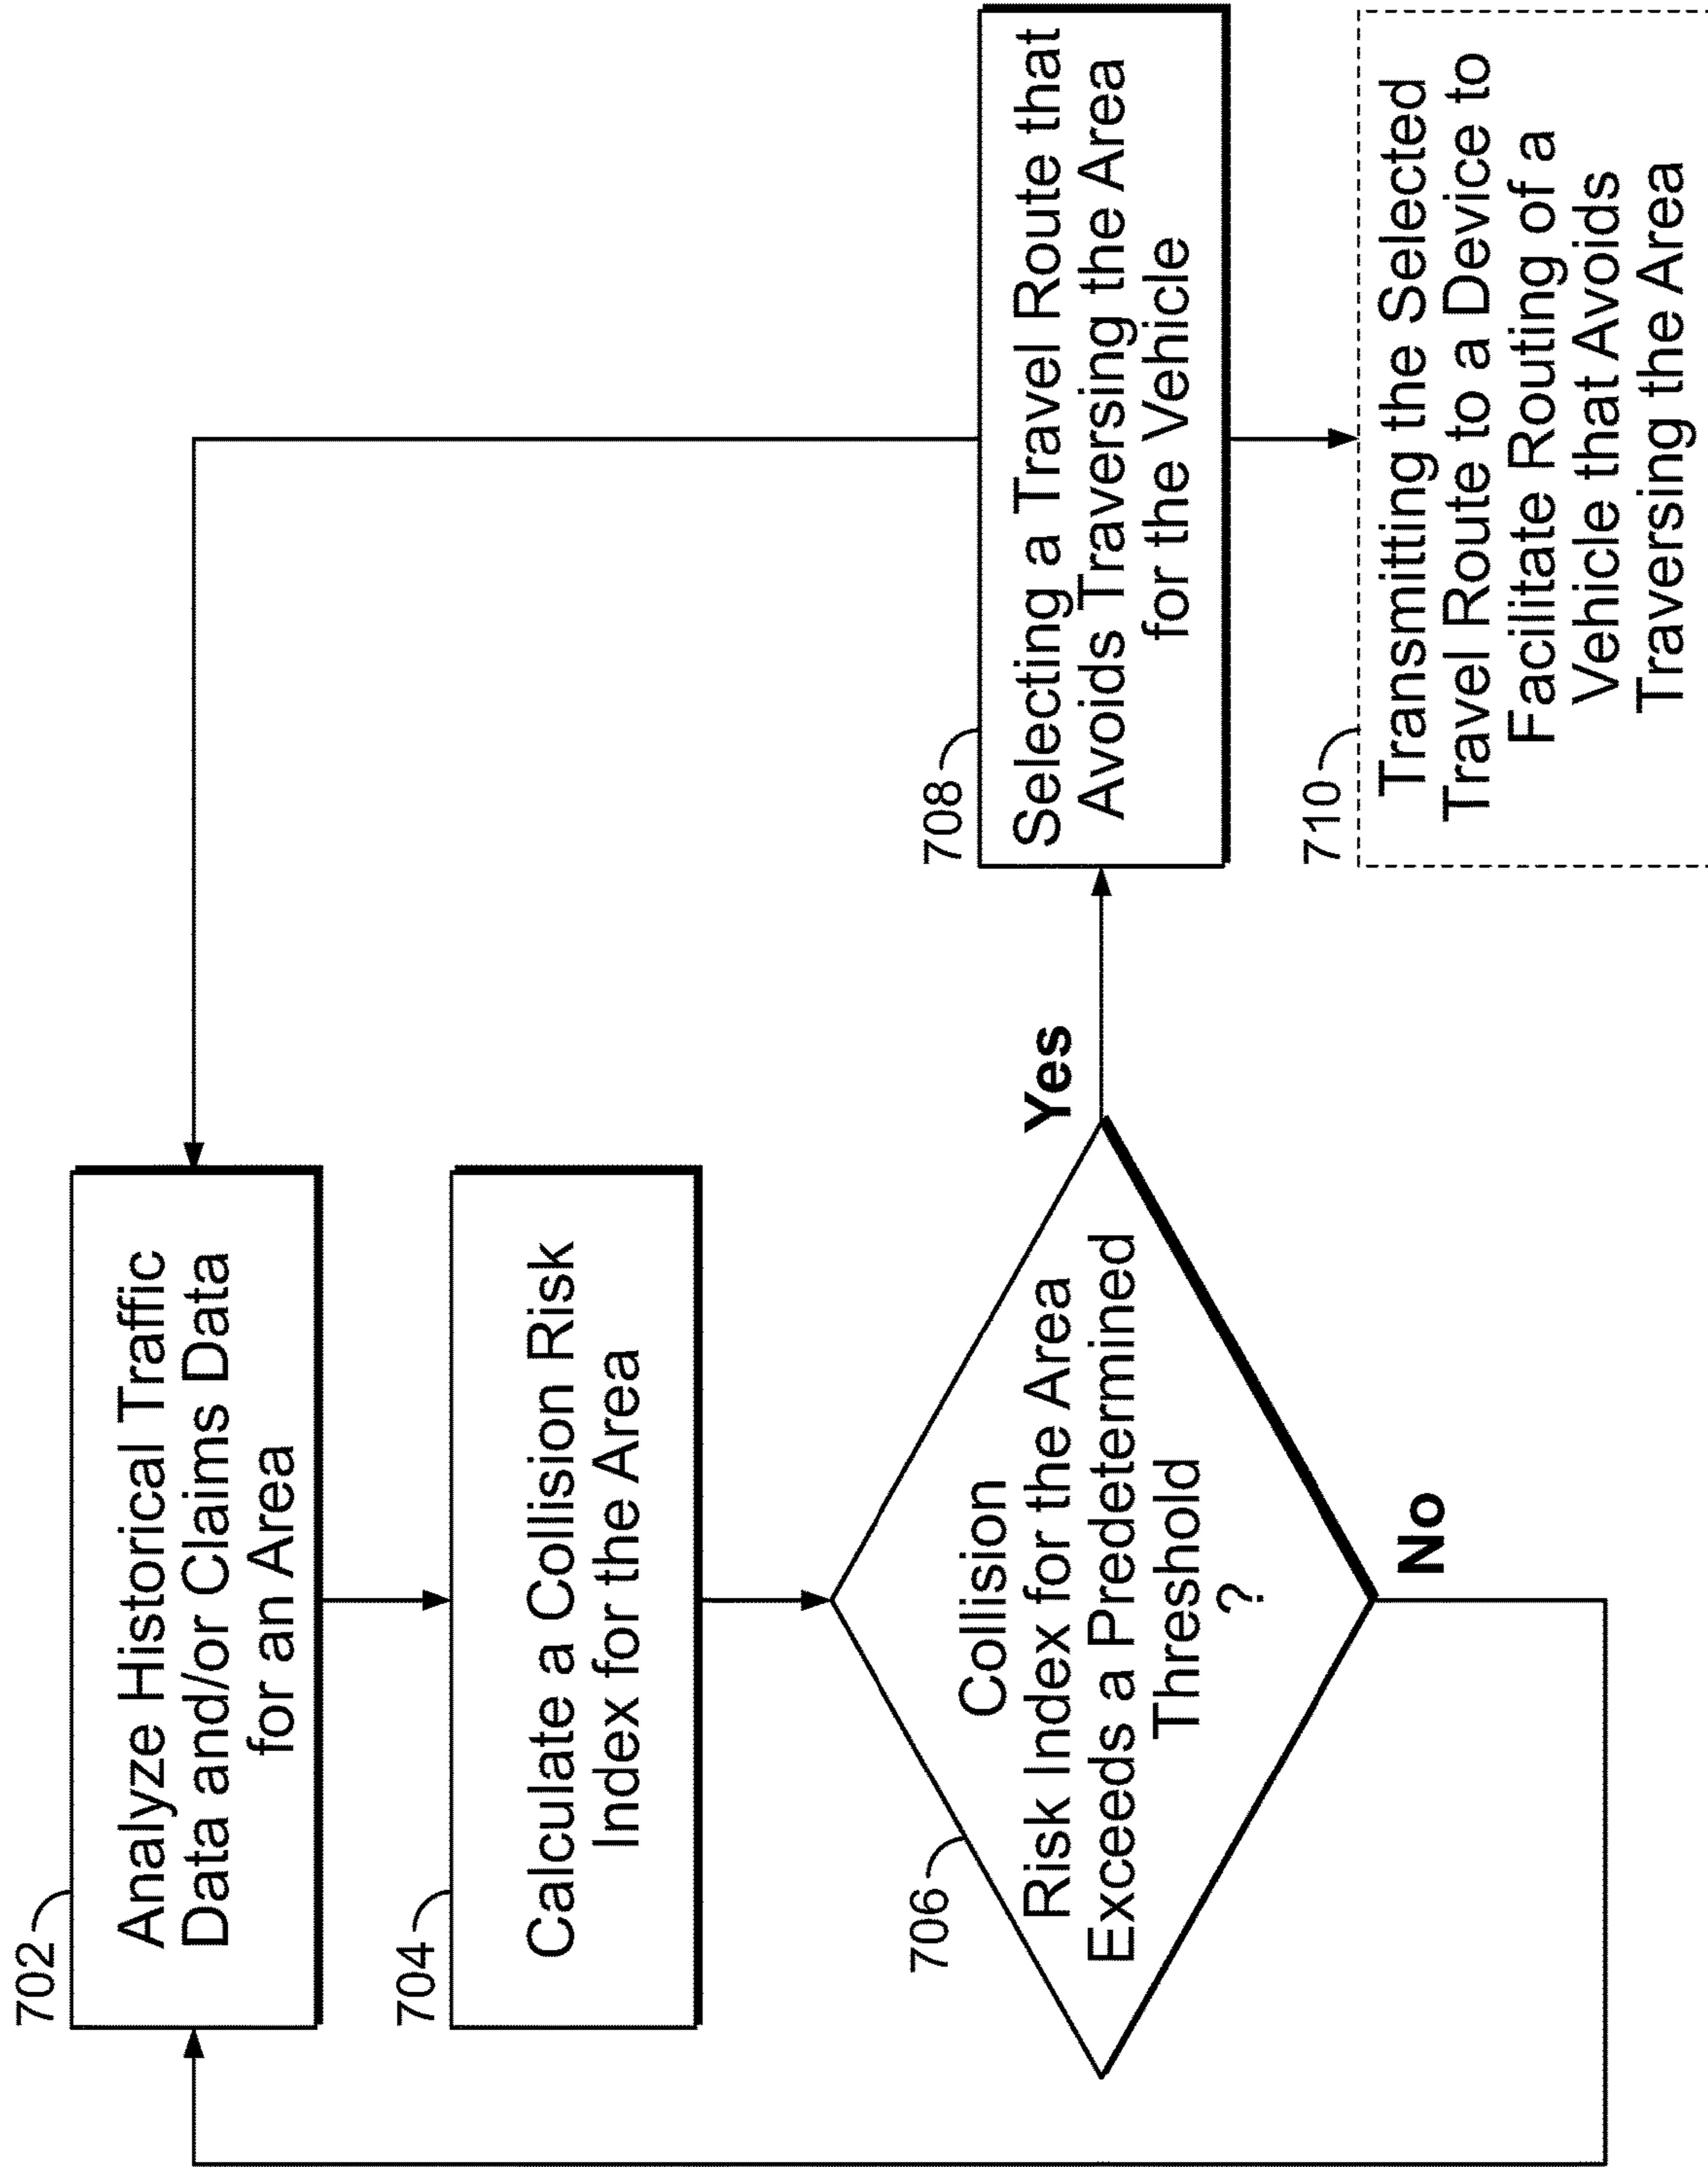 702
Analyze Historical Traffic
Data and/or Claims Data
for an Area
704
Calculate a Collision Risk
Index for the Area
706
Collision
Risk Index for the Area
Exceeds a Predetermined
Threshold
?
Yes
No
708
Selecting a Travel Route that
Avoids Traversing the Area
for the Vehicle
710
Transmitting the Selected
Travel Route to a Device to
Facilitate Routing of a
Vehicle that Avoids
Traversing the Area